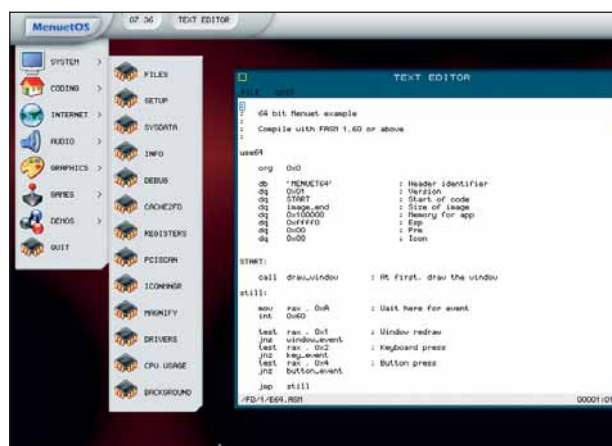 MenuetOS
07 36
TEXT EDITOR
SYSTEM >
CODING >
INTERNET >
AUDIO >
GRAPHICS >
GAMES >
DEMOS >
QUIT
FILES
SETUP
SYSDATA
INFO
DEBUG
CACHE2FD
REGISTERS
PCISCAN
ICONMNGR
MAGNIFY
DRIVERS
CPU USAGE
BACKGROUND
TEXT EDITOR
FILE EDIT
;
; 64 bit Menuet example
;
; Compile with FASM 1.60 or above
;
use64
org 0x0
db 'MENUET64' ; Header identifier
dq 0x01 ; Version
dq START ; Start of code
dq image_end ; Size of image
dq 0x100000 ; Memory for app
dq 0xffff0 ; Esp
dq 0x00 ; Prm
dq 0x00 ; Icon
START:
call draw_window ; At first, draw the window
still:
mov rax , 0xA ; Wait here for event
int 0x60
test rax , 0x1 ; Window redraw
jnz window_event
test rax , 0x2 ; Keyboard press
jnz key_event
test rax , 0x4 ; Button press
jnz button_event
jmp still
/FD/1/E64.ASM
00001:01